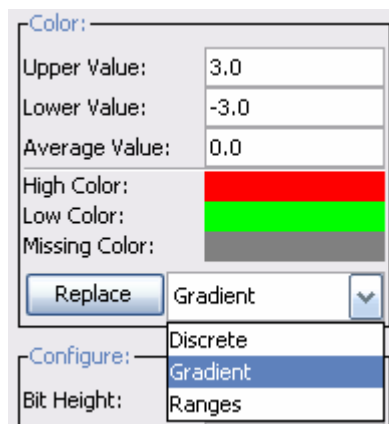 Color:
Upper Value: 3.0
Lower Value: -3.0
Average Value: 0.0
High Color:
Low Color:
Missing Color:
Replace Gradient
Discrete
Configure:
Gradient
Bit Height: Ranges